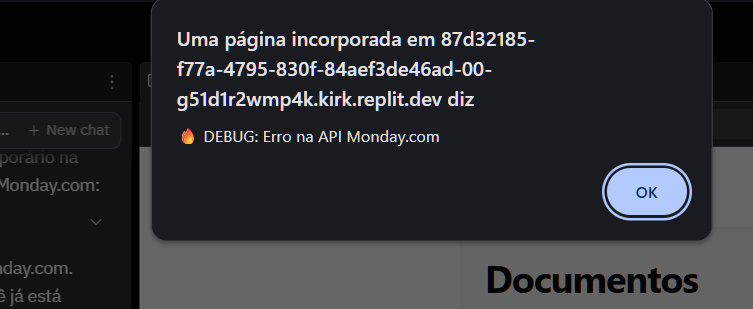 Uma página incorporada em 87d32185-
f77a-4795-830f-84aef3de46ad-00-
g51d1r2wmp4k.kirk.replit.dev diz
🔥 DEBUG: Erro na API Monday.com
OK
... + New chat
porário na
Monday.com:
nday.com.
ê já está
Documentos